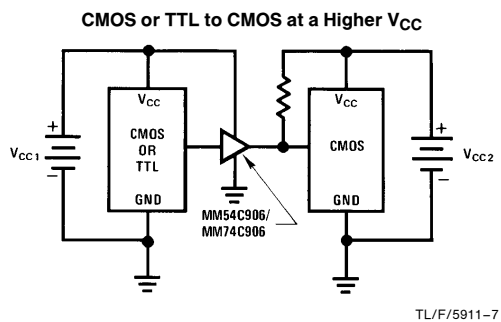 CMOS or TTL to CMOS at a Higher VCC
VCC
CMOS
OR
TTL
GND
+
VCC1
−
MM54C906/
MM74C906
VCC
CMOS
GND
+
VCC2
−
TL/F/5911–7